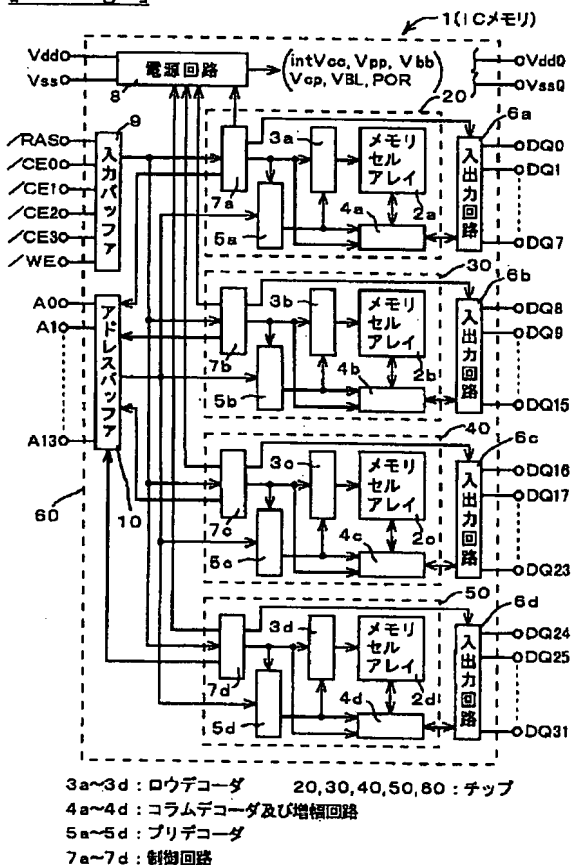 1(ICメモリ)
Vdd
Vss
電源回路
8
(intVcc, Vpp, Vbb
Vcp, VBL, POR)
VddQ
VssQ
20
6a
/RAS
/CE0
/CE1
/CE2
/CE3
/WE
9
入力バッファ
7a
3a
メモリ
セル
アレイ
2a
4a
5a
入出力回路
DQ0
DQ1
DQ7
30
6b
A0
A1
A13
アドレスバッファ
10
60
7b
3b
メモリ
セル
アレイ
2b
4b
5b
入出力回路
DQ8
DQ9
DQ15
40
6c
7c
3c
メモリ
セル
アレイ
2c
4c
5c
入出力回路
DQ16
DQ17
DQ23
50
6d
7d
3d
メモリ
セル
アレイ
2d
4d
5d
入出力回路
DQ24
DQ25
DQ31
3a~3d:ロウデコーダ 20,30,40,50,60:チップ
4a~4d:コラムデコーダ及び増幅回路
5a~5d:プリデコーダ
7a~7d:制御回路